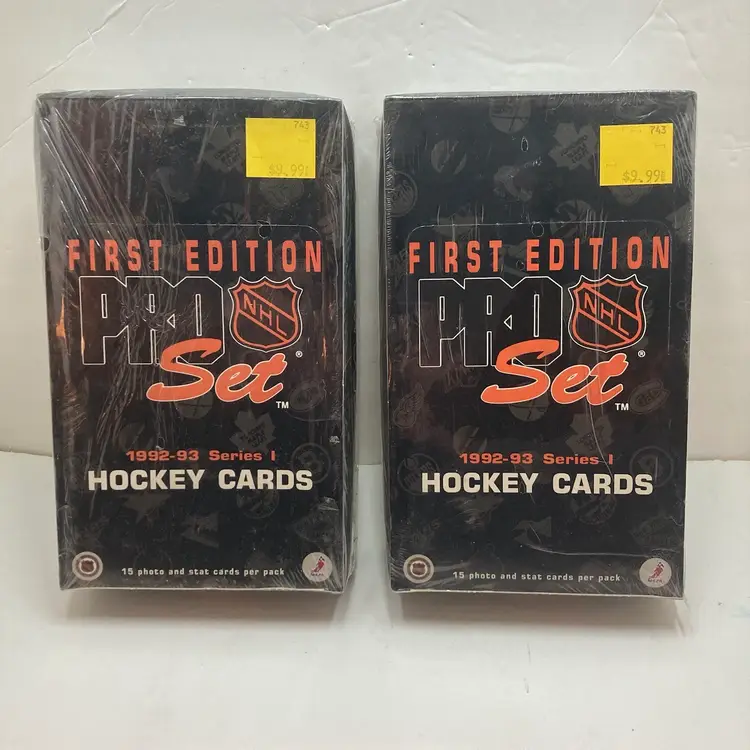 743
$9.99
FIRST EDITION
PRO NHL
Set ®
TM
1992-93 Series I
HOCKEY CARDS
15 photo and stat cards per pack
743
$9.99
FIRST EDITION
PRO NHL
Set ®
TM
1992-93 Series I
HOCKEY CARDS
15 photo and stat cards per pack